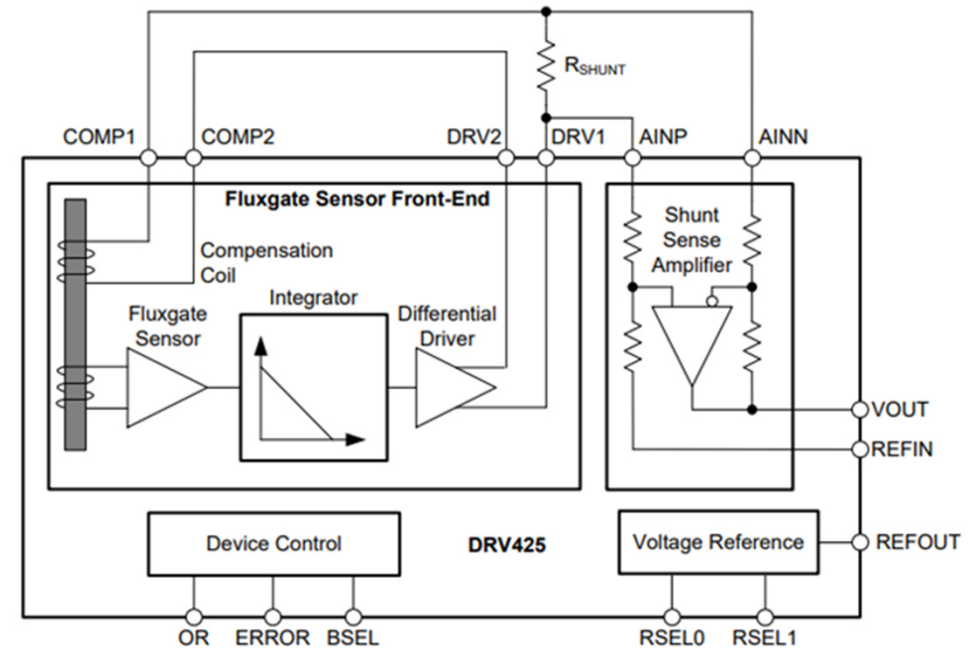 RSHUNT
COMP1 COMP2 DRV2 DRV1 AINP AINN
Fluxgate Sensor Front-End
Shunt
Sense
Amplifier
Compensation
Coil
Integrator
Fluxgate
Sensor
Differential
Driver
VOUT
REFIN
Device Control
DRV425
Voltage Reference
REFOUT
OR ERROR BSEL RSEL0 RSEL1